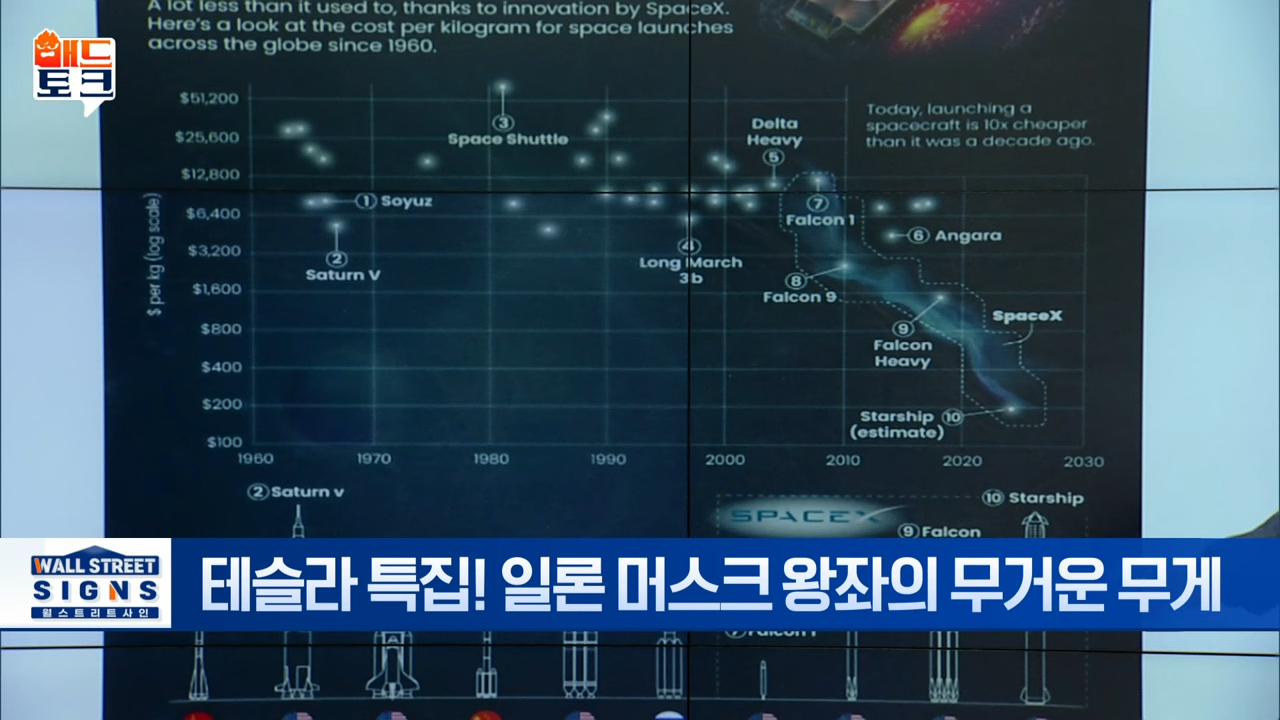 A lot less than it used to, thanks to innovation by SpaceX.
Here's a look at the cost per kilogram for space launches
across the globe since 1960.
매드
토크
$ per kg (log scale)
$51,200
$25,600
$12,800
$6,400
$3,200
$1,600
$800
$400
$200
$100
1960
1970
1980
1990
2000
2010
2020
2030
③
Space Shuttle
① Soyuz
②
Saturn V
④
Long March
3b
Delta
Heavy
⑤
⑦
Falcon 1
⑥ Angara
⑧
Falcon 9
⑨
Falcon
Heavy
SpaceX
Starship ⑩
(estimate)
Today, launching a
spacecraft is 10x cheaper
than it was a decade ago.
② Saturn v
SPACEX
⑨ Falcon
⑩ Starship
WALL STREET
SIGNS
월스트리트사인
테슬라 특집! 일론 머스크 왕좌의 무거운 무게
⑦ Falcon 1